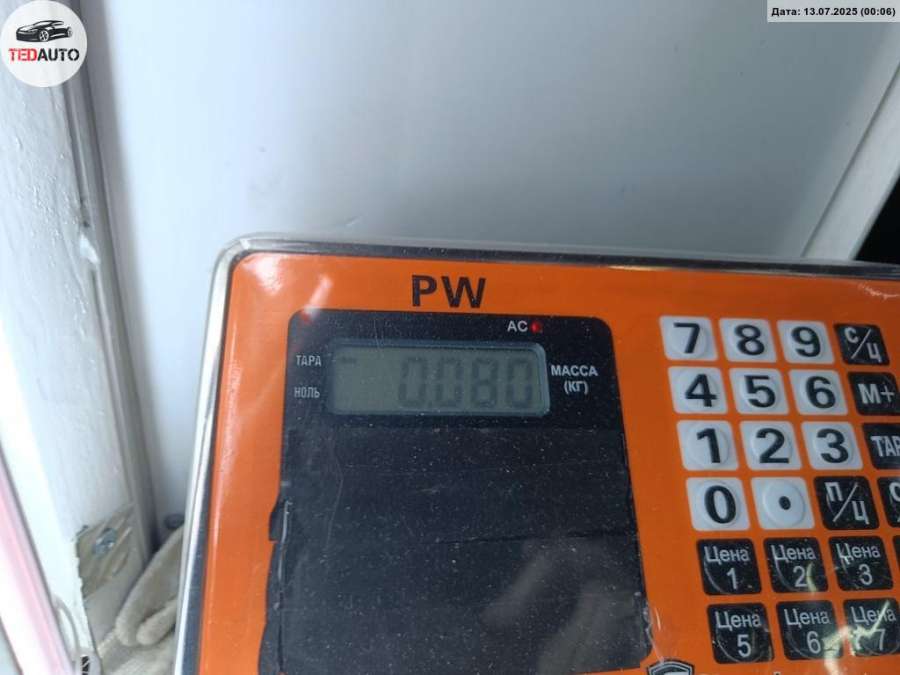 TEDAUTO
Дата: 13.07.2025 (00:06)
PW
AC
ТАРА
НОЛЬ
0.080
МАССА
(КГ)
7 8 9 С/Ц
4 5 6 М+
1 2 3 ТАР
0 . П/Ц
Цена 1 Цена 2 Цена 3
Цена 5 Цена 6 Цена 7